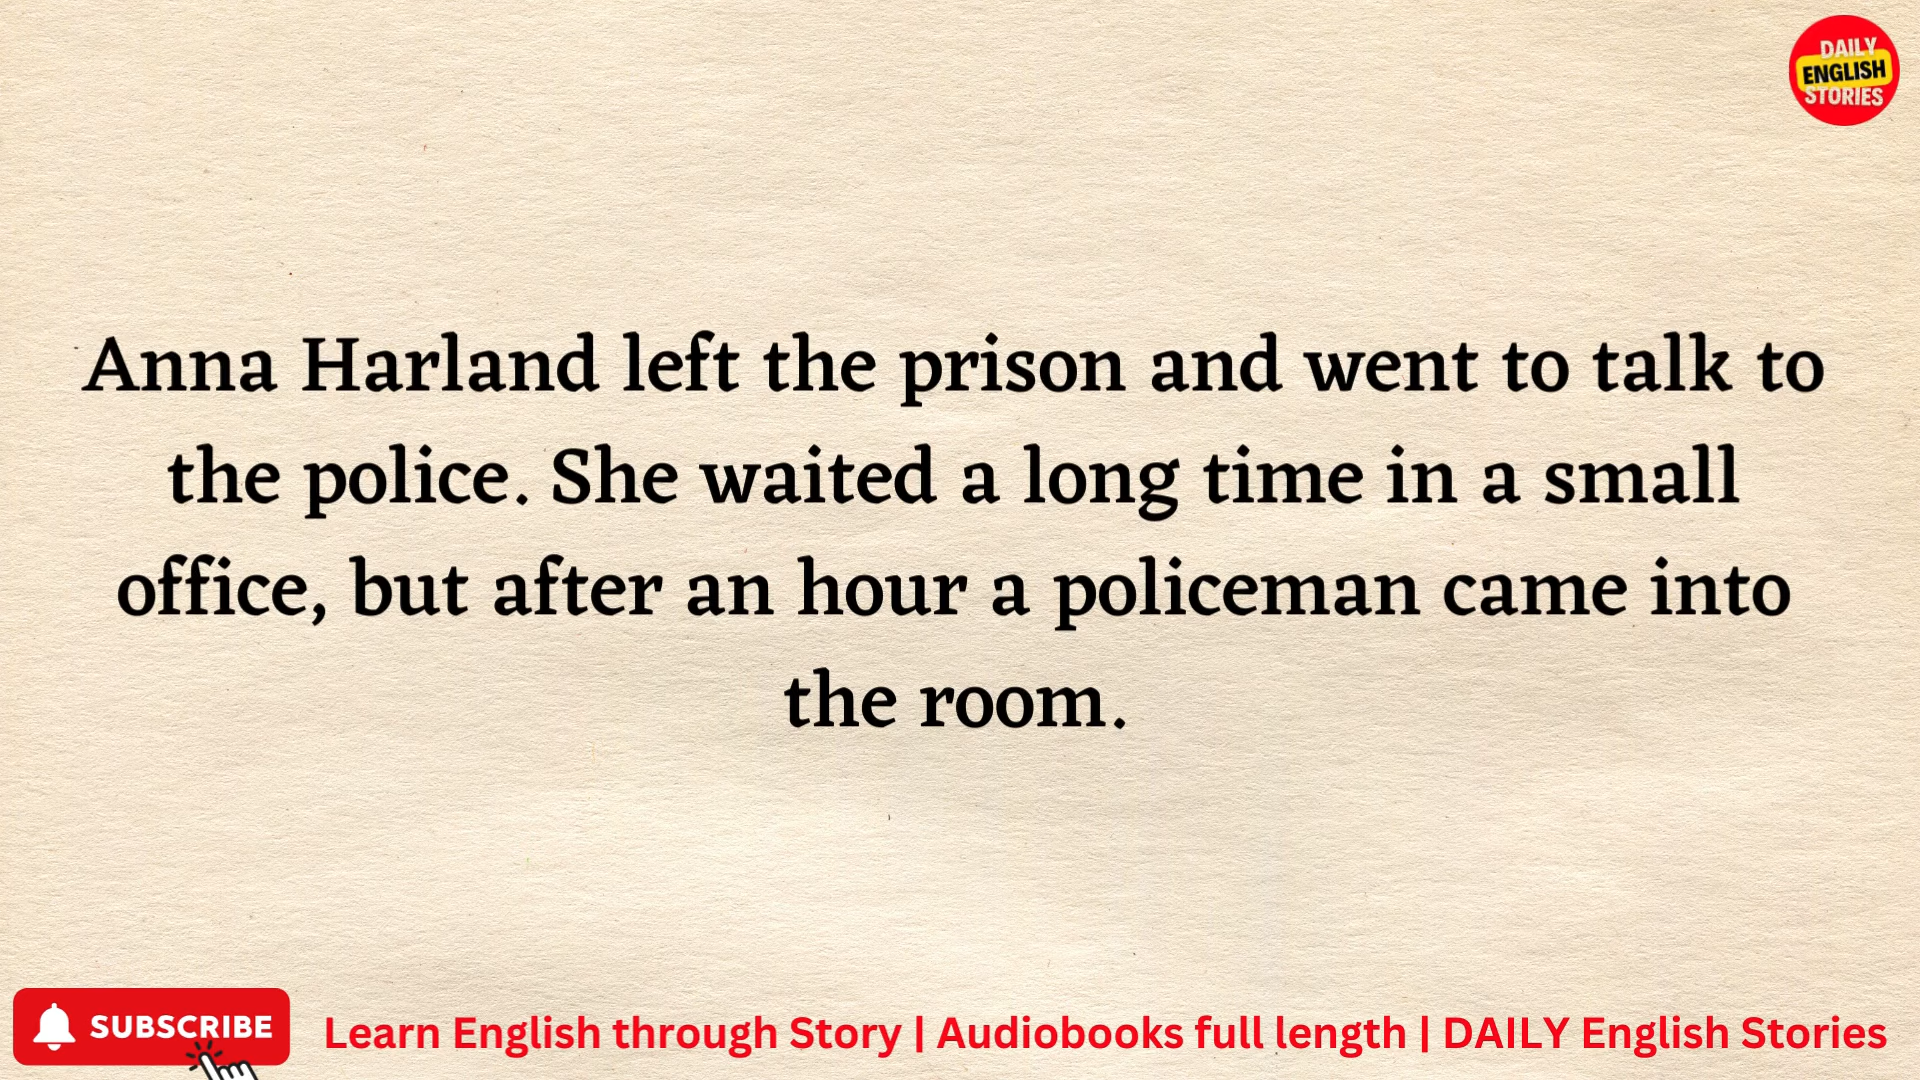 DAILY
ENGLISH
STORIES
Anna Harland left the prison and went to talk to
the police. She waited a long time in a small
office, but after an hour a policeman came into
the room.
SUBSCRIBE
Learn English through Story | Audiobooks full length | DAILY English Stories